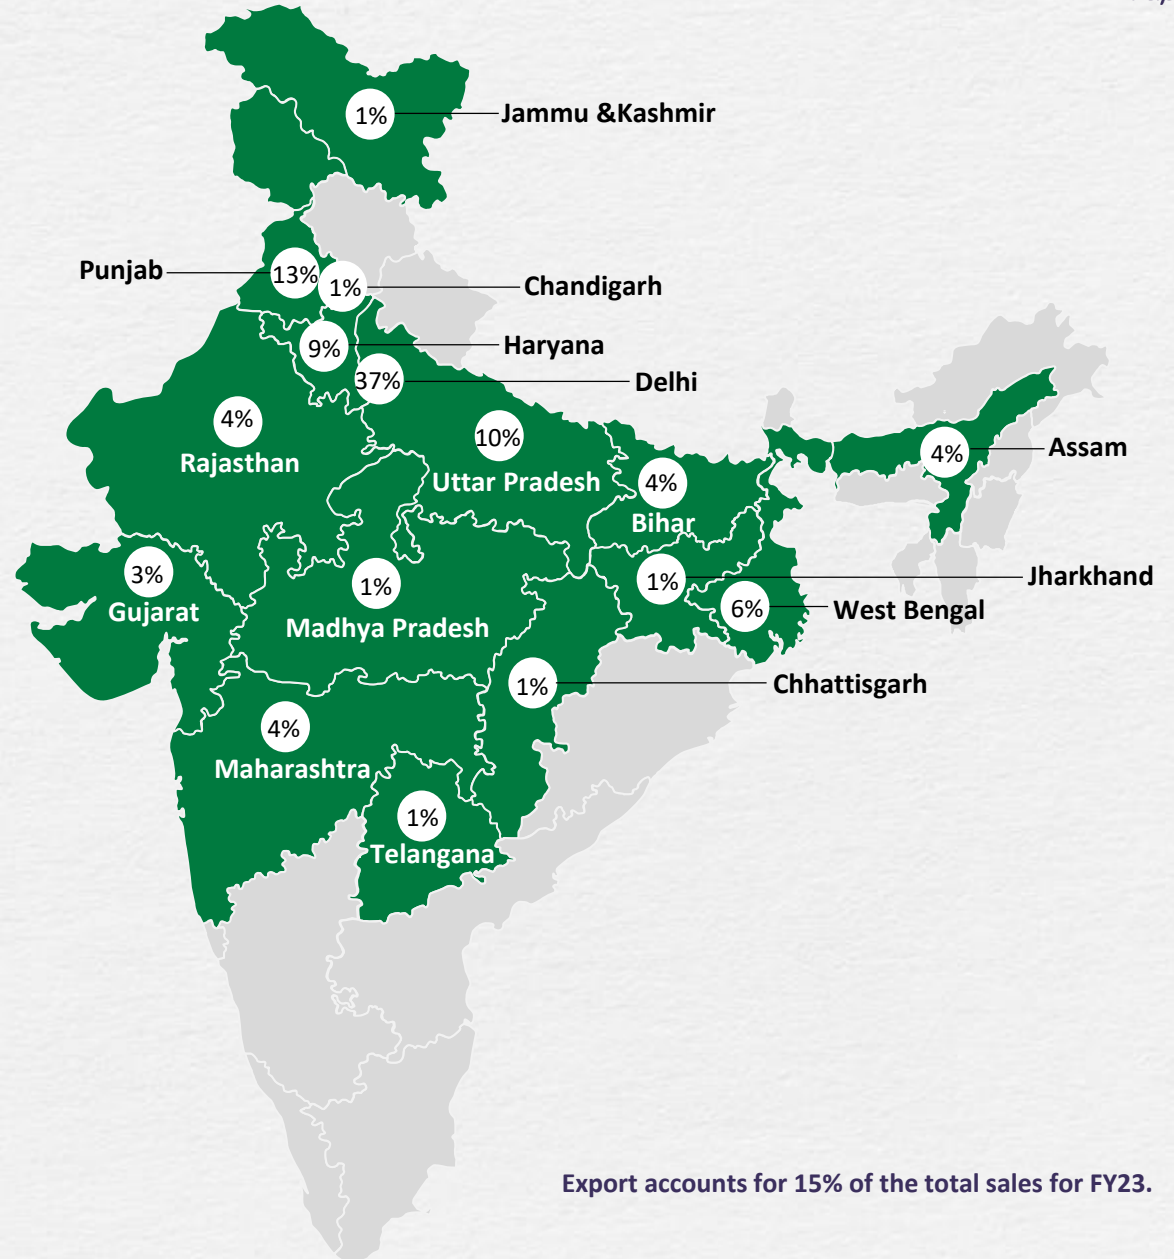 1%
Jammu &Kashmir
Punjab
13%
1%
Chandigarh
9%
Haryana
37%
Delhi
4%
Rajasthan
10%
Uttar Pradesh
4%
Bihar
4%
Assam
3%
Gujarat
1%
Madhya Pradesh
1%
Jharkhand
6%
West Bengal
1%
Chhattisgarh
4%
Maharashtra
1%
Telangana
Export accounts for 15% of the total sales for FY23.